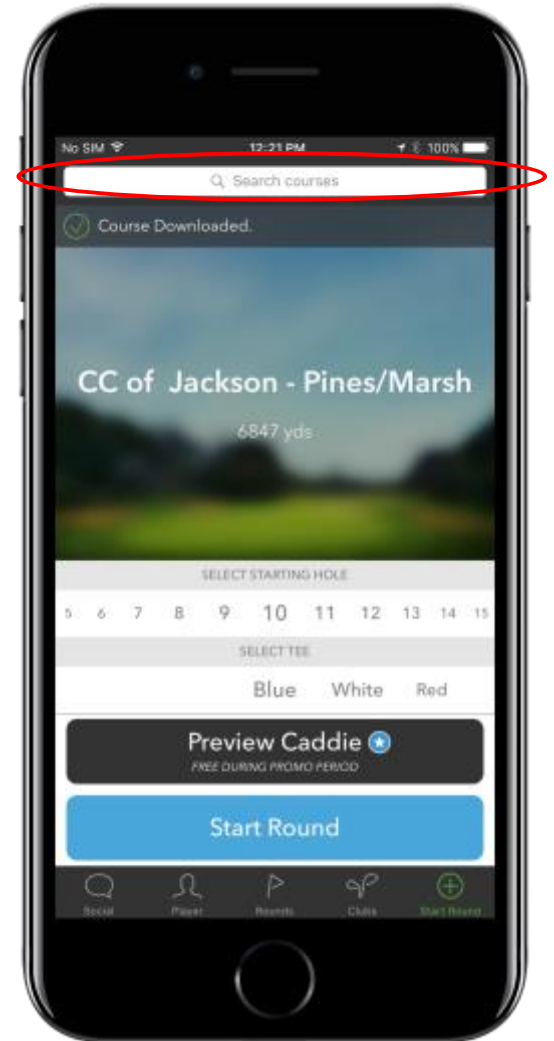 No SIM 12:21 PM 100%
Search courses
Course Downloaded.
CC of Jackson - Pines/Marsh
6847 yds
SELECT STARTING HOLE
5 6 7 8 9 10 11 12 13 14 15
SELECT TEE
Blue White Red
Preview Caddie
FREE DURING PROMO PERIOD
Start Round
Social Player Rounds Clubs Start Round